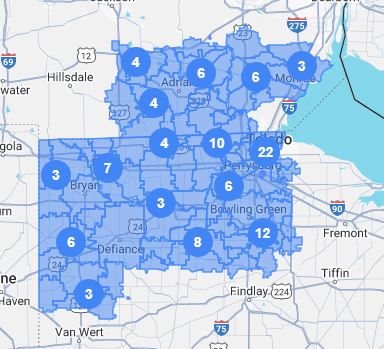 275
23
12
4
Hillsdale
6
3
69
Adrian
6
Monroe
water
4
223
75
127
4
10
Toledo
22
gola
Perrysburg
3
7
Bryan
6
3
Bowling Green
90
24
6
Defiance
8
12
Fremont
24
Tiffin
ne
3
Findlay
224
Haven
75
Van Wert